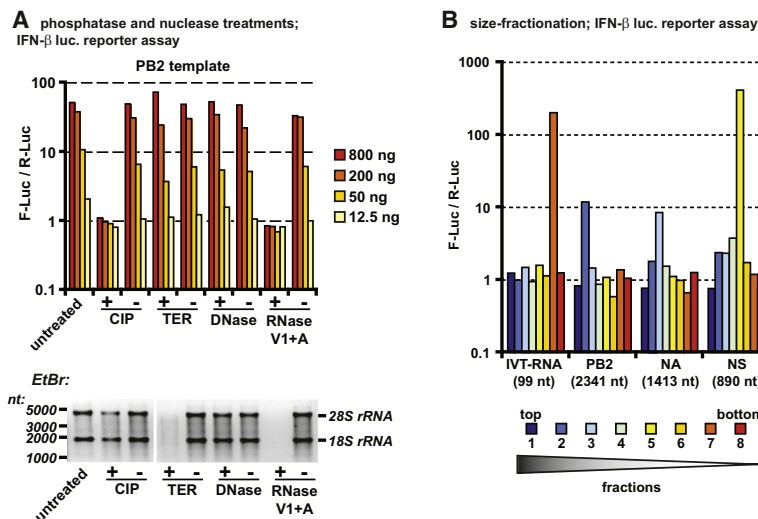 A phosphatase and nuclease treatments;
IFN-β luc. reporter assay
PB2 template
F-Luc / R-Luc
100
10
1
0.1
800 ng
200 ng
50 ng
12.5 ng
untreated
+ - + - + - + -
CIP TER DNase RNase
V1+A
EtBr:
nt:
5000
3000
2000
1000
28S rRNA
18S rRNA
untreated
+ - + - + - + -
CIP TER DNase RNase
V1+A
B size-fractionation; IFN-β luc. reporter assay
F-Luc / R-Luc
1000
100
10
1
0.1
IVT-RNA PB2 NA NS
(99 nt) (2341 nt) (1413 nt) (890 nt)
top bottom
1 2 3 4 5 6 7 8
fractions